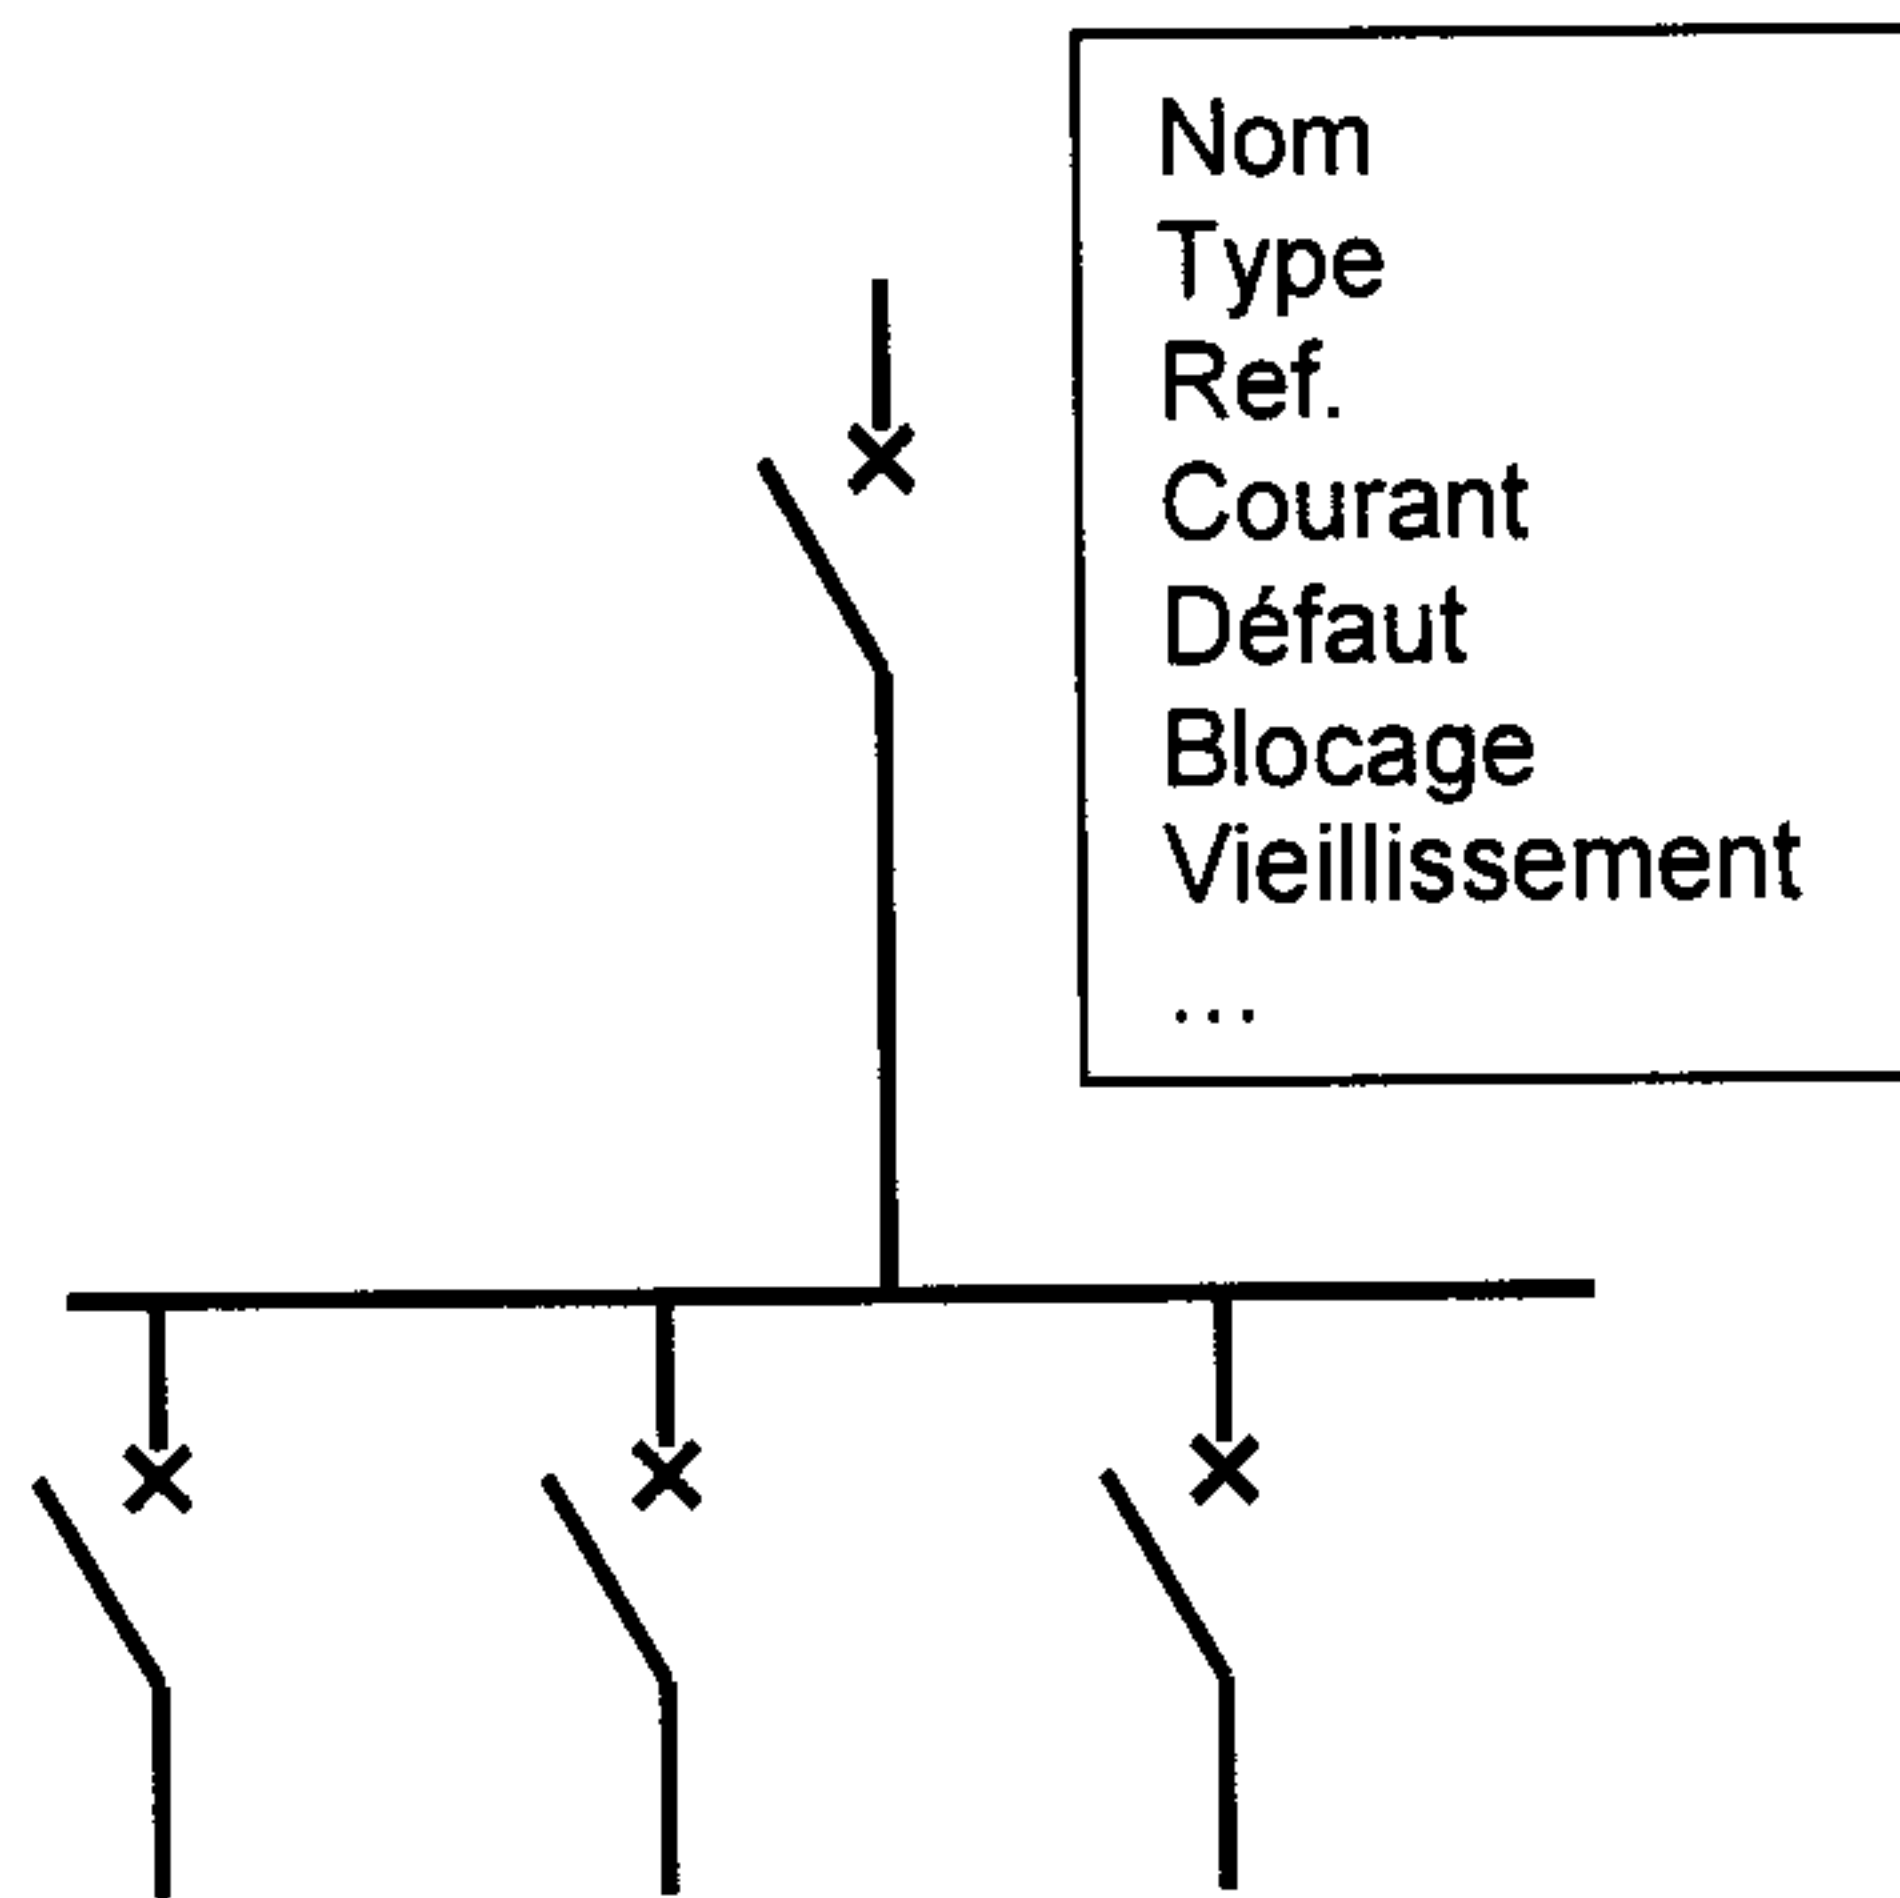 Nom
Type
Ref.
Courant
Défaut
Blocage
Vieillissement
...